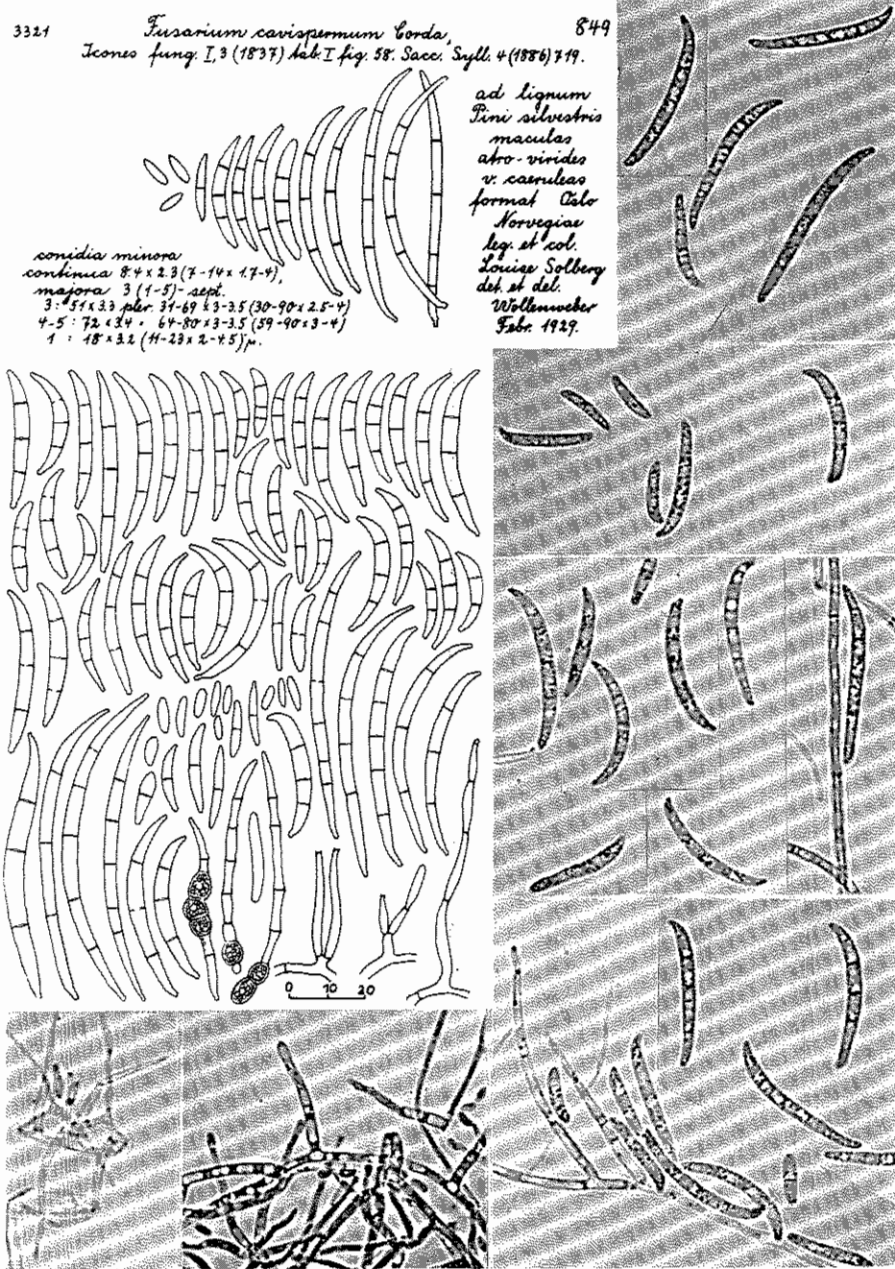 3321 Fusarium cavispermum Corda, 849
Icones fung. I, 3 (1837) tab. I fig. 58. Sacc. Syll. 4 (1886) 719.
ad lignum
Pini silvestris
maculas
atro-virides
v. caeruleas
format Oslo
Norvegiae
leg. et col.
Louise Solberg
det. et del.
Wollenweber
Febr. 1929.
conidia minora
continua 8.4 x 2.3 (7-14 x 1.7-4),
majora 3 (1-5)-sept.
3 : 51 x 3.3 pler. 31-69 x 3-3.5 (30-90 x 2.5-4)
4-5 : 72 x 3.4 " 64-80 x 3-3.5 (59-90 x 3-4)
1 : 18 x 3.2 (11-23 x 2-4.5) µ.
0 10 20